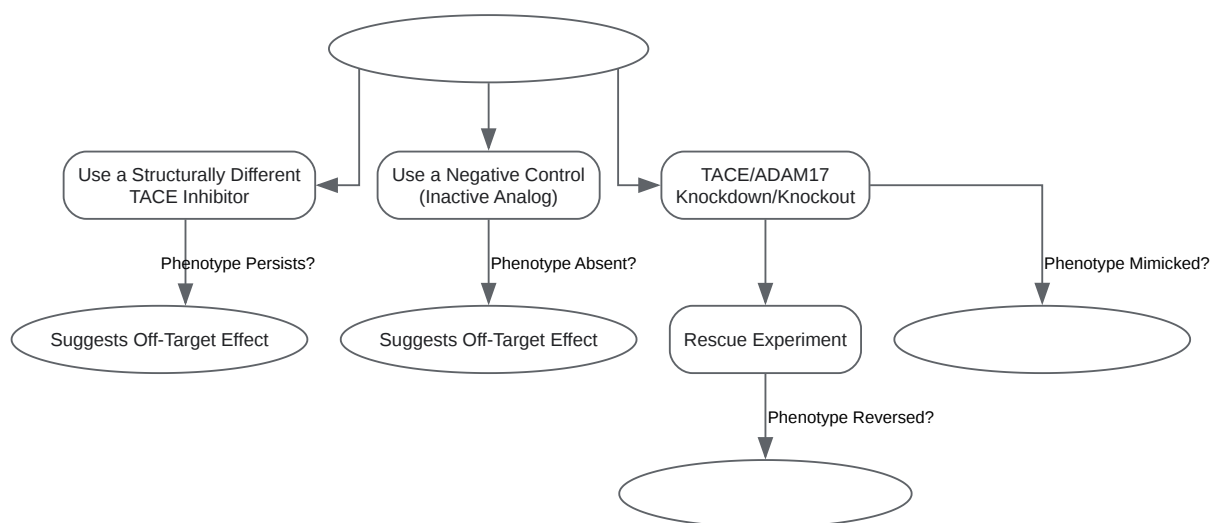 Use a Structurally Different
TACE Inhibitor
Use a Negative Control
(Inactive Analog)
TACE/ADAM17
Knockdown/Knockout
Phenotype Persists?
Phenotype Absent?
Phenotype Mimicked?
Suggests Off-Target Effect
Suggests Off-Target Effect
Rescue Experiment
Phenotype Reversed?